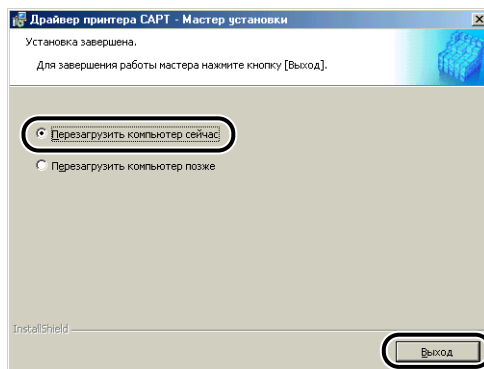 Драйвер принтера CAPT - Мастер установки
Установка завершена.
Для завершения работы мастера нажмите кнопку [Выход].
Перезагрузить компьютер сейчас
Перезагрузить компьютер позже
InstallShield
Выход